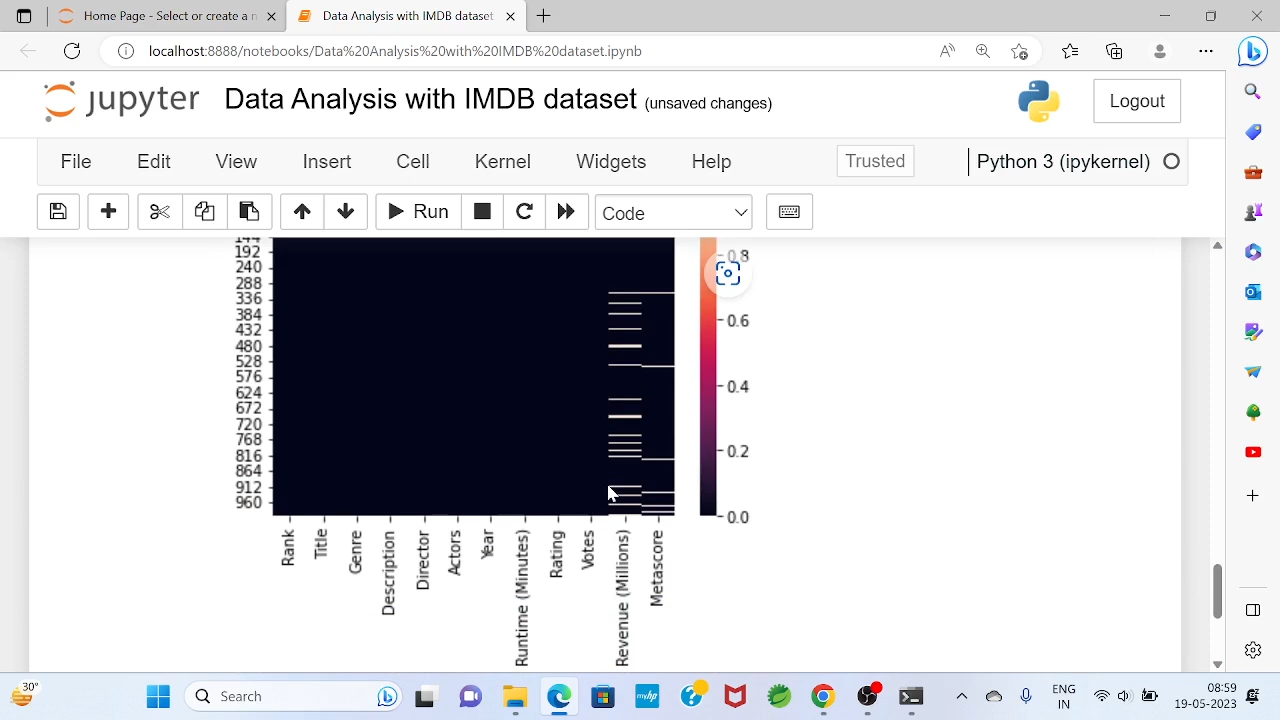 Home Page - Select or create a n
Data Analysis with IMDB dataset
localhost:8888/notebooks/Data%20Analysis%20with%20IMDB%20dataset.ipynb
jupyter Data Analysis with IMDB dataset (unsaved changes) Logout
File Edit View Insert Cell Kernel Widgets Help Trusted Python 3 (ipykernel)
Run Code
144
192
240
288
336
384
432
480
528
576
624
672
720
768
816
864
912
960
0.8
0.6
0.4
0.2
0.0
Rank
Title
Genre
Description
Director
Actors
Year
Runtime (Minutes)
Rating
Votes
Revenue (Millions)
Metascore
30°
Search
myhp
ENG
IN
08:59
19-05-2023